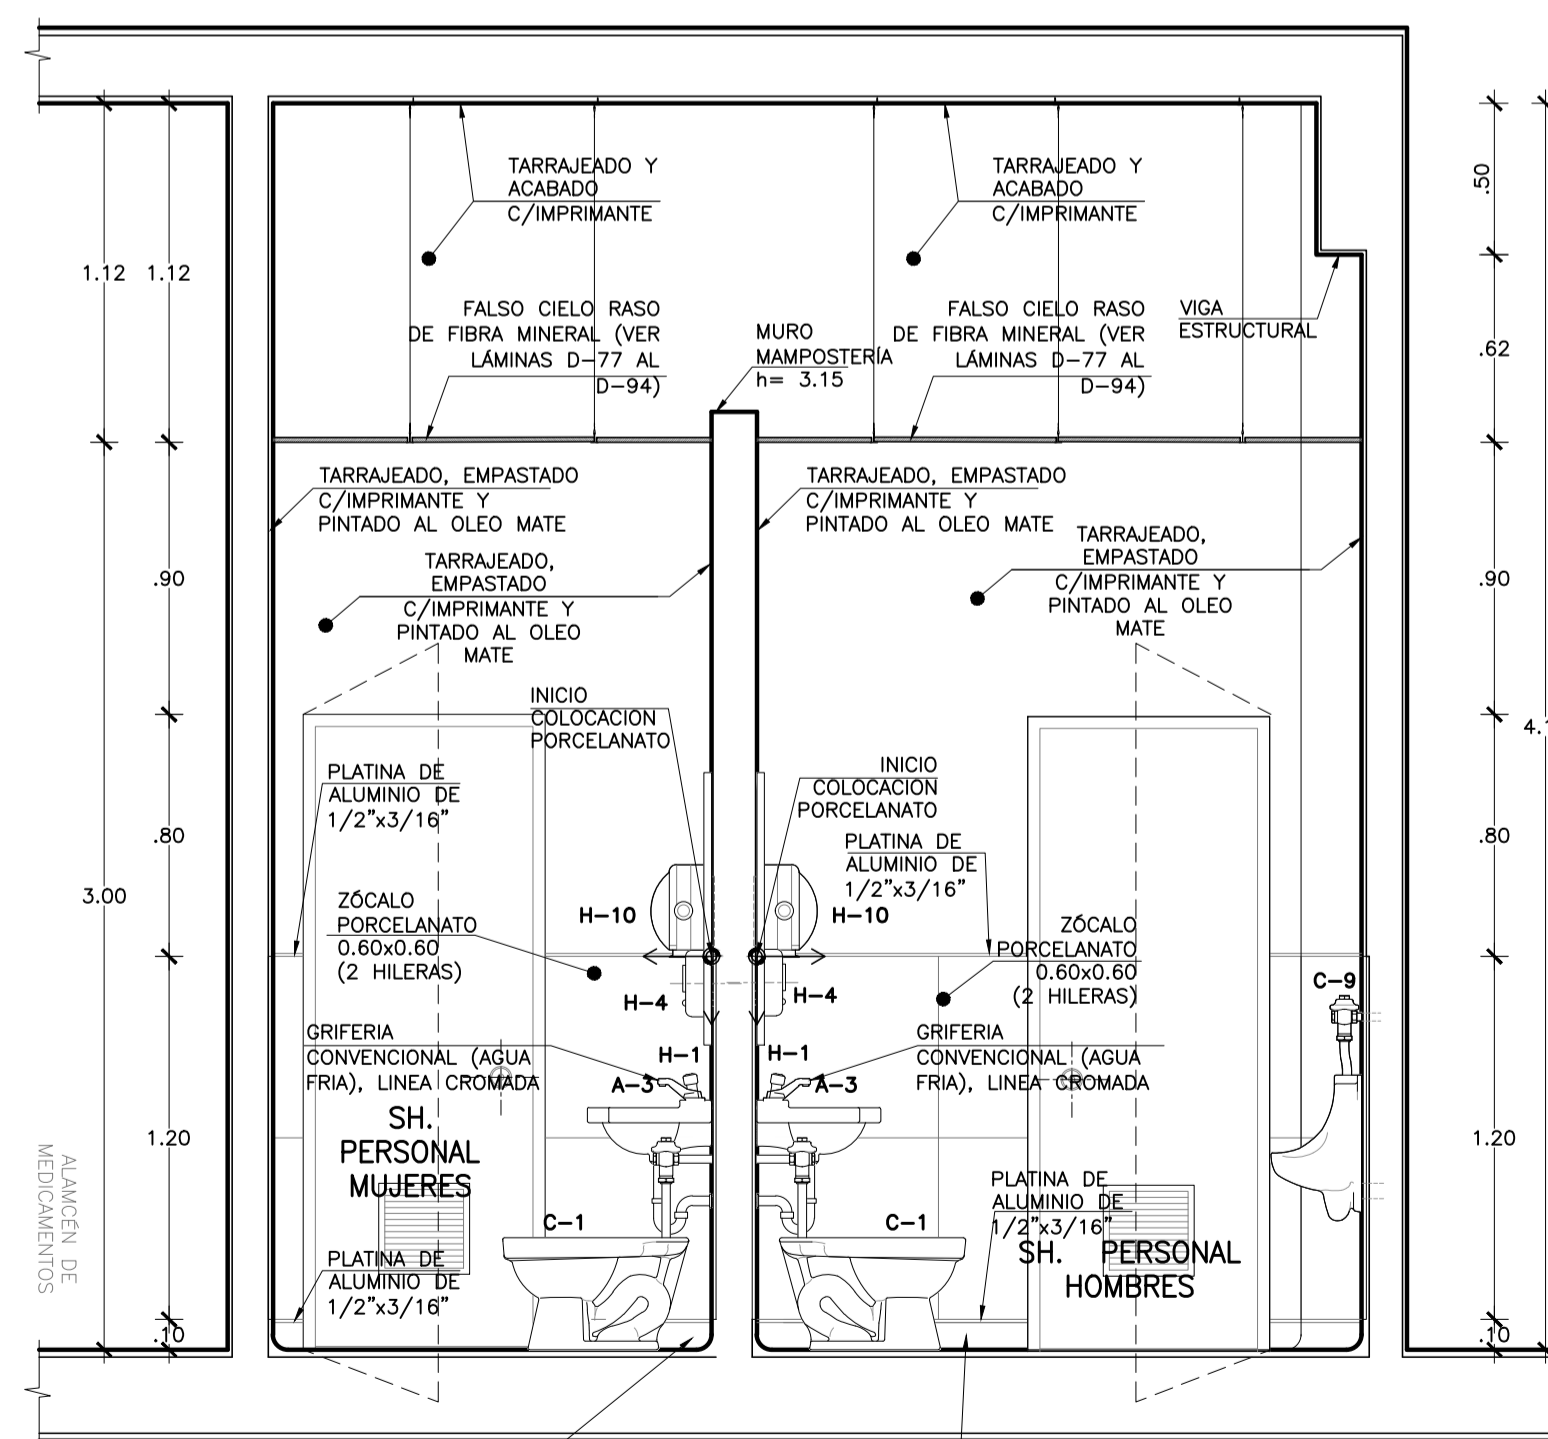 TARRAJEADO Y
ACABADO
C/IMPRIMANTE
TARRAJEADO Y
ACABADO
C/IMPRIMANTE
.50
1.12
1.12
FALSO CIELO RASO
DE FIBRA MINERAL (VER
LÁMINAS D-77 AL
D-94)
MURO
MAMPOSTERÍA
h= 3.15
FALSO CIELO RASO
DE FIBRA MINERAL (VER
LÁMINAS D-77 AL
D-94)
VIGA
ESTRUCTURAL
.62
TARRAJEADO, EMPASTADO
C/IMPRIMANTE Y
PINTADO AL OLEO MATE
TARRAJEADO, EMPASTADO
C/IMPRIMANTE Y
PINTADO AL OLEO MATE
TARRAJEADO,
EMPASTADO
C/IMPRIMANTE Y
PINTADO AL OLEO
MATE
TARRAJEADO,
EMPASTADO
C/IMPRIMANTE Y
PINTADO AL OLEO
MATE
.90
.90
INICIO
COLOCACION
PORCELANATO
INICIO
COLOCACION
PORCELANATO
PLATINA DE
ALUMINIO DE
1/2"x3/16"
PLATINA DE
ALUMINIO DE
1/2"x3/16"
.80
.80
3.00
ZÓCALO
PORCELANATO
0.60x0.60
(2 HILERAS)
H-10
H-10
ZÓCALO
PORCELANATO
0.60x0.60
(2 HILERAS)
C-9
H-4
H-4
GRIFERIA
CONVENCIONAL (AGUA
FRIA), LINEA CROMADA
H-1
A-3
H-1
A-3
GRIFERIA
CONVENCIONAL (AGUA
FRIA), LINEA CROMADA
SH.
PERSONAL
MUJERES
1.20
1.20
ALAMCÉN DE
MEDICAMENTOS
C-1
C-1
PLATINA DE
ALUMINIO DE
1/2"x3/16"
SH. PERSONAL
HOMBRES
PLATINA DE
ALUMINIO DE
1/2"x3/16"
.10
.10